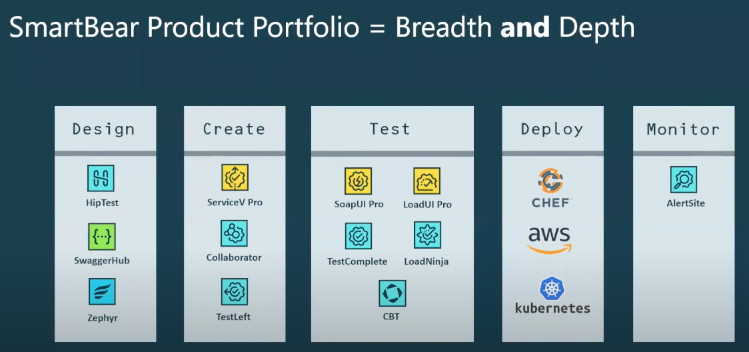 SmartBear Product Portfolio = Breadth and Depth
Design
HipTest
{...}
SwaggerHub
Zephyr
Create
ServiceV Pro
Collaborator
TestLeft
Test
SoapUI Pro LoadUI Pro
TestComplete LoadNinja
CBT
Deploy
CHEF
aws
kubernetes
Monitor
AlertSite